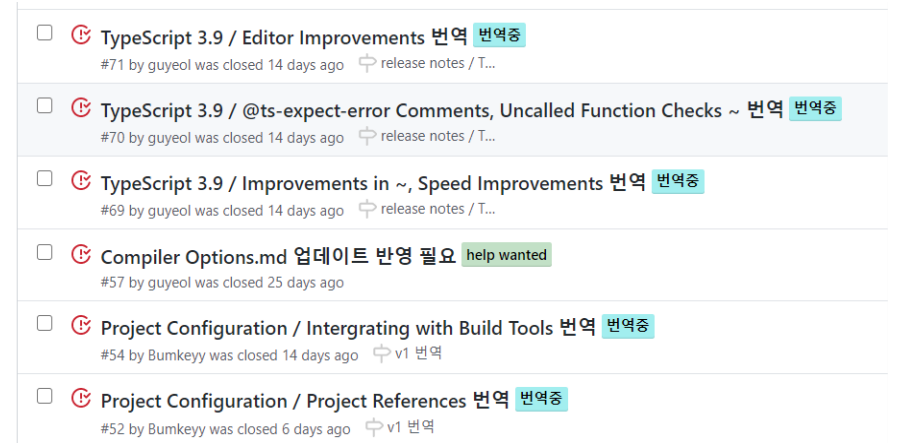 TypeScript 3.9 / Editor Improvements 번역 번역중
#71 by guyeol was closed 14 days ago release notes / T...
TypeScript 3.9 / @ts-expect-error Comments, Uncalled Function Checks ~ 번역 번역중
#70 by guyeol was closed 14 days ago release notes / T...
TypeScript 3.9 / Improvements in ~, Speed Improvements 번역 번역중
#69 by guyeol was closed 14 days ago release notes / T...
Compiler Options.md 업데이트 반영 필요 help wanted
#57 by guyeol was closed 25 days ago
Project Configuration / Intergrating with Build Tools 번역 번역중
#54 by Bumkeyy was closed 14 days ago v1 번역
Project Configuration / Project References 번역 번역중
#52 by Bumkeyy was closed 6 days ago v1 번역